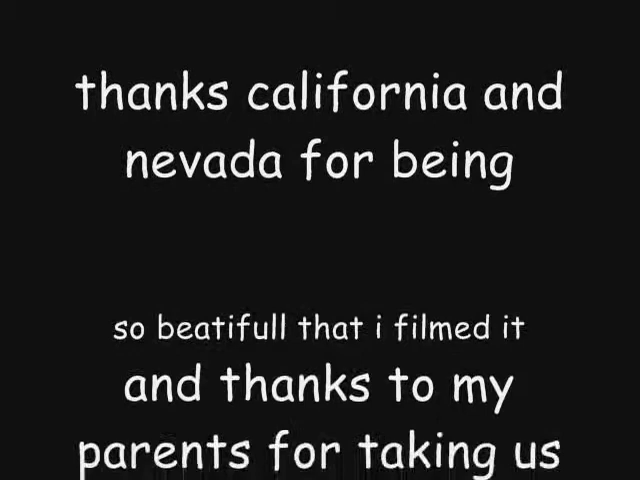 thanks california and
nevada for being
so beatifull that i filmed it
and thanks to my
parents for taking us